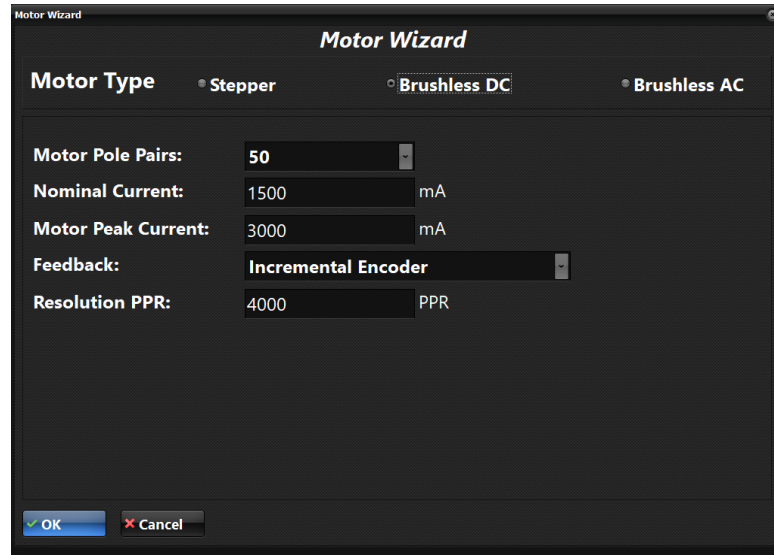 Motor Wizard
Motor Wizard
Motor Type Stepper Brushless DC Brushless AC
Motor Pole Pairs: 50
Nominal Current: 1500 mA
Motor Peak Current: 3000 mA
Feedback: Incremental Encoder
Resolution PPR: 4000 PPR
OK Cancel